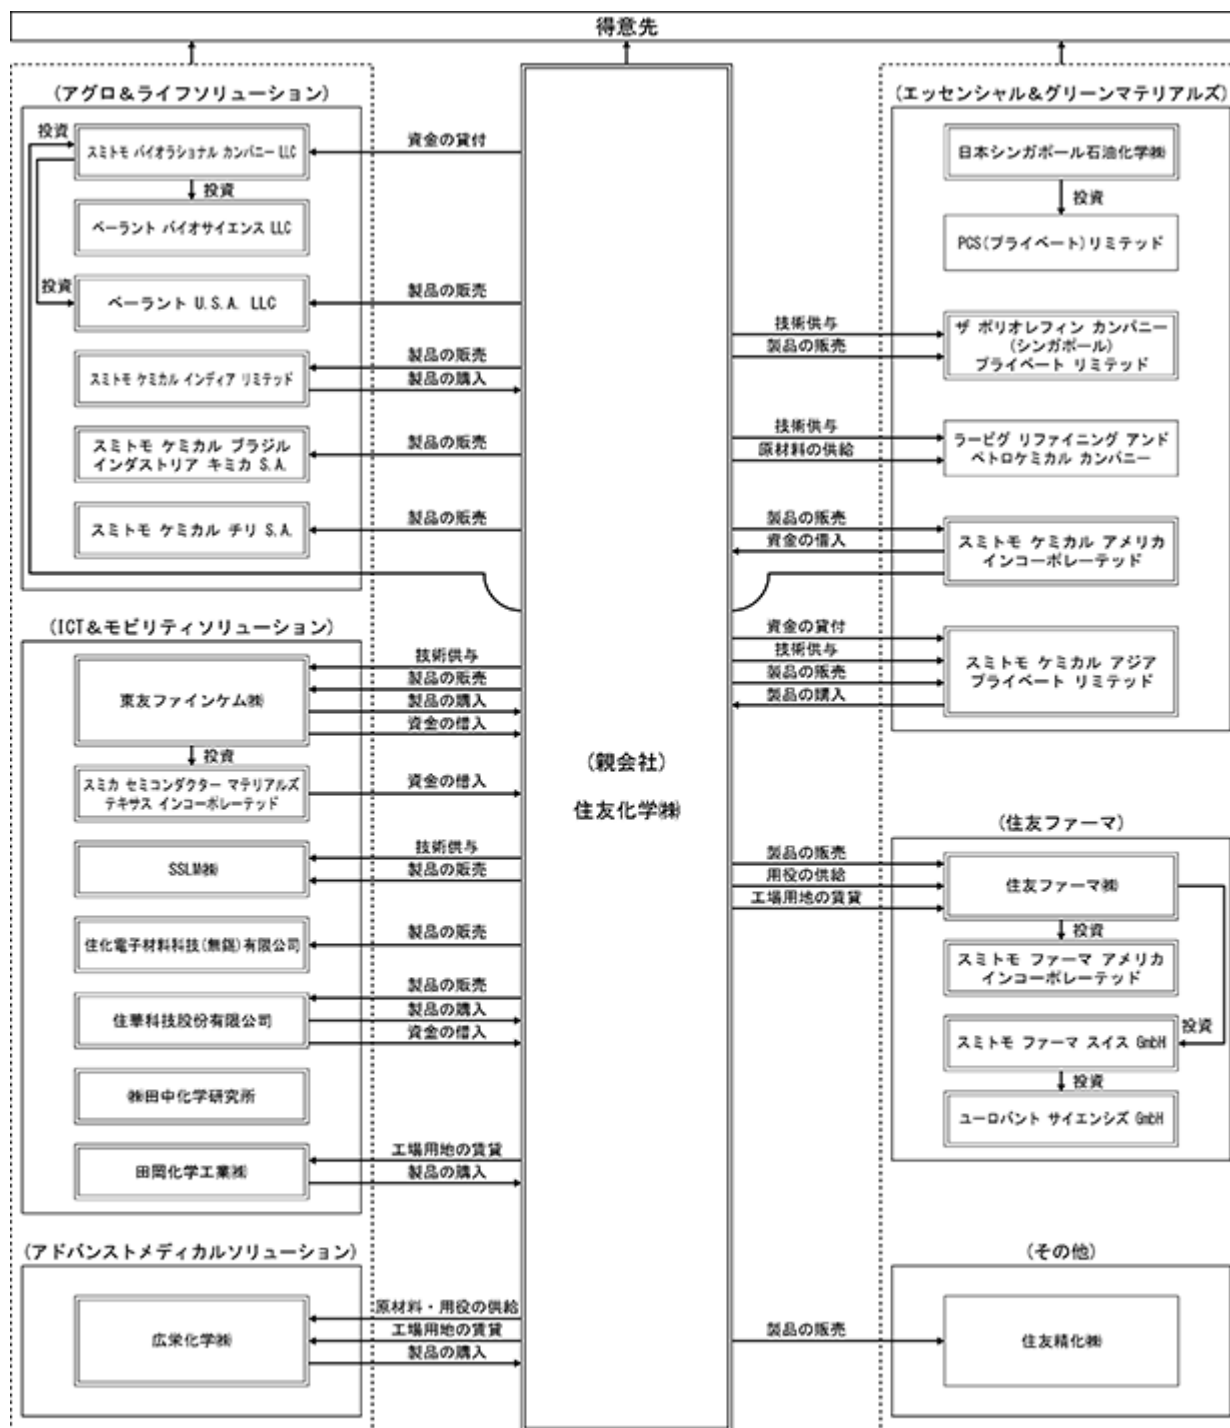 得意先
(アグロ&ライフソリューション)
投資
スミトモ バイオラショナル カンパニー LLC
資金の貸付
投資
ベーラント バイオサイエンス LLC
投資
ベーラント U.S.A. LLC
製品の販売
スミトモ ケミカル インディア リミテッド
製品の販売
製品の購入
スミトモ ケミカル ブラジル
インダストリア キミカ S.A.
製品の販売
スミトモ ケミカル チリ S.A.
製品の販売
(ICT&モビリティソリューション)
東友ファインケム㈱
技術供与
製品の販売
製品の購入
資金の借入
投資
スミカ セミコンダクター マテリアルズ
テキサス インコーポレーテッド
資金の借入
SSLM㈱
技術供与
製品の販売
住化電子材料科技(無錫)有限公司
製品の販売
住華科技股份有限公司
製品の販売
製品の購入
資金の借入
㈱田中化学研究所
田岡化学工業㈱
工場用地の賃貸
製品の購入
(アドバンストメディカルソリューション)
広栄化学㈱
原材料・用役の供給
工場用地の賃貸
製品の購入
(親会社)
住友化学㈱
(エッセンシャル&グリーンマテリアルズ)
日本シンガポール石油化学㈱
投資
PCS(プライベート)リミテッド
技術供与
製品の販売
ザ ポリオレフィン カンパニー
(シンガポール)
プライベート リミテッド
技術供与
原材料の供給
ラービグ リファイニング アンド
ペトロケミカル カンパニー
製品の販売
資金の借入
スミトモ ケミカル アメリカ
インコーポレーテッド
資金の貸付
技術供与
製品の販売
製品の購入
スミトモ ケミカル アジア
プライベート リミテッド
(住友ファーマ)
製品の販売
用役の供給
工場用地の賃貸
住友ファーマ㈱
投資
スミトモ ファーマ アメリカ
インコーポレーテッド
投資
スミトモ ファーマ スイス GmbH
投資
ユーロバント サイエンシズ GmbH
(その他)
製品の販売
住友精化㈱